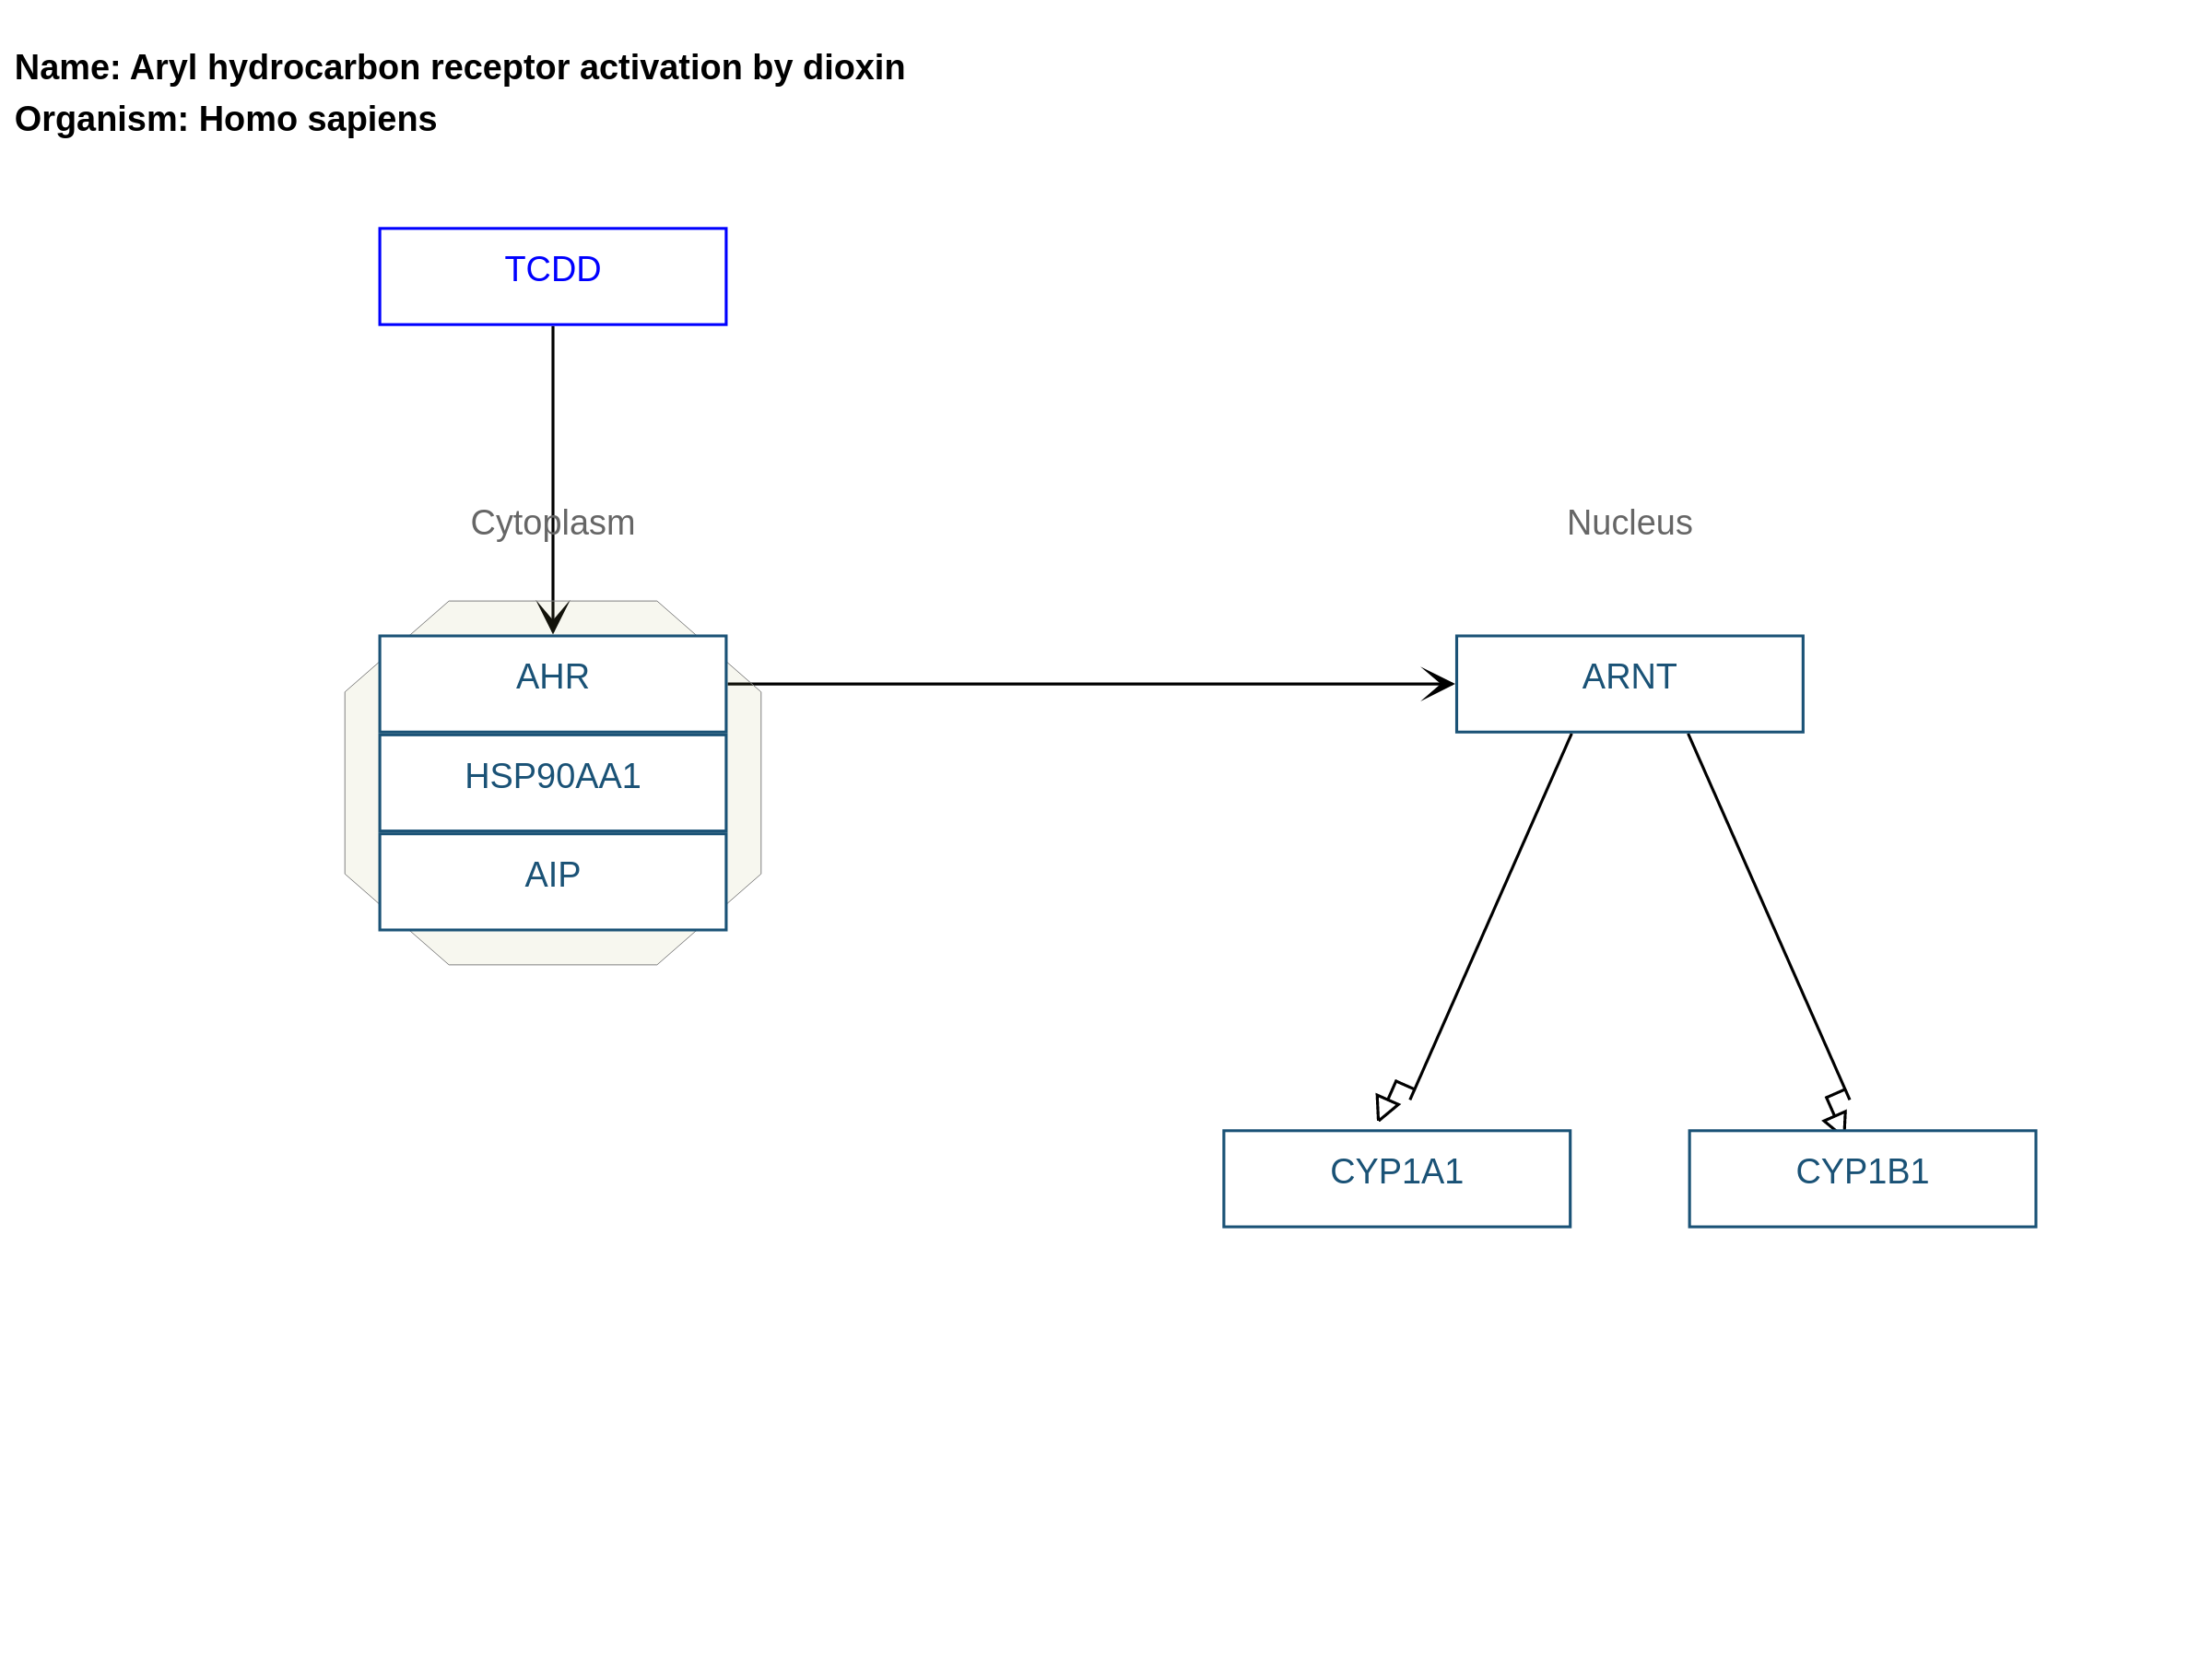 Name: Aryl hydrocarbon receptor activation by dioxin
Organism: Homo sapiens
TCDD
Cytoplasm
Nucleus
AHR
ARNT
HSP90AA1
AIP
CYP1A1
CYP1B1